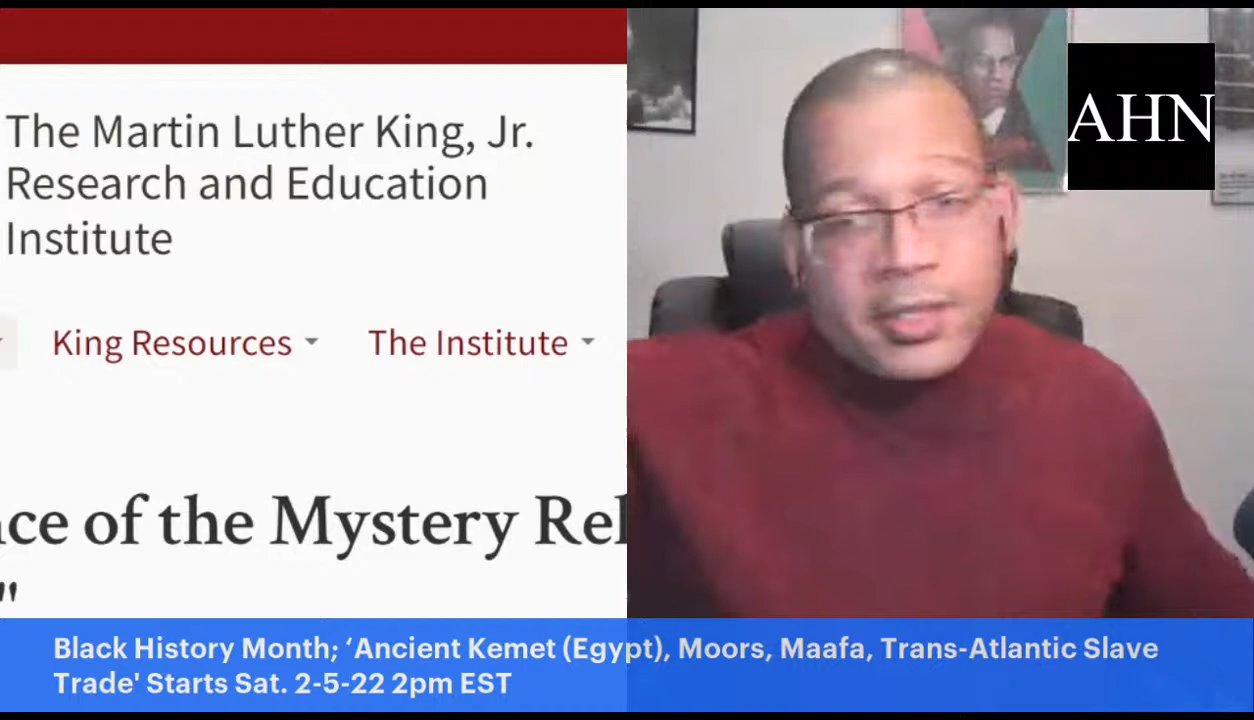 The Martin Luther King, Jr.
Research and Education
Institute
King Resources
The Institute
ce of the Mystery Rel
"
AHN
Black History Month; ‘Ancient Kemet (Egypt), Moors, Maafa, Trans-Atlantic Slave
Trade' Starts Sat. 2-5-22 2pm EST